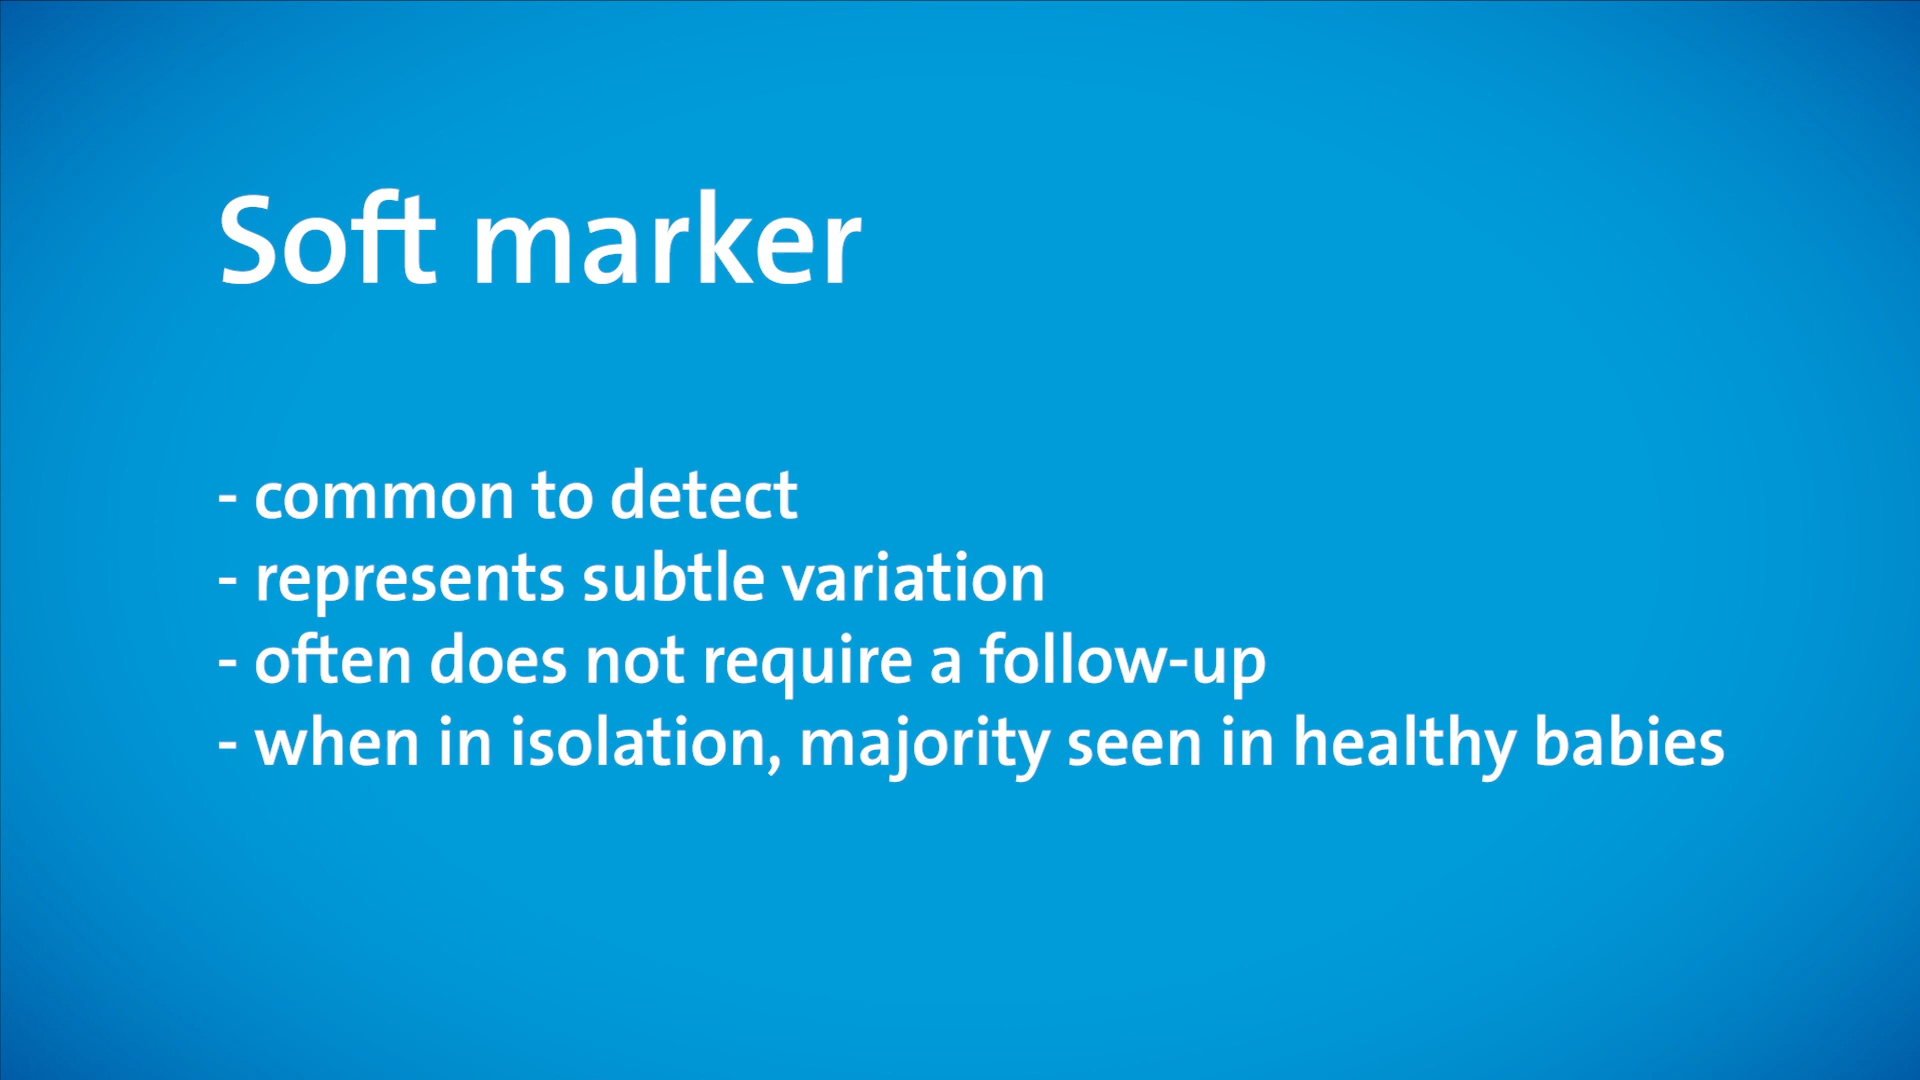 Soft marker
- common to detect
- represents subtle variation
- often does not require a follow-up
- when in isolation, majority seen in healthy babies